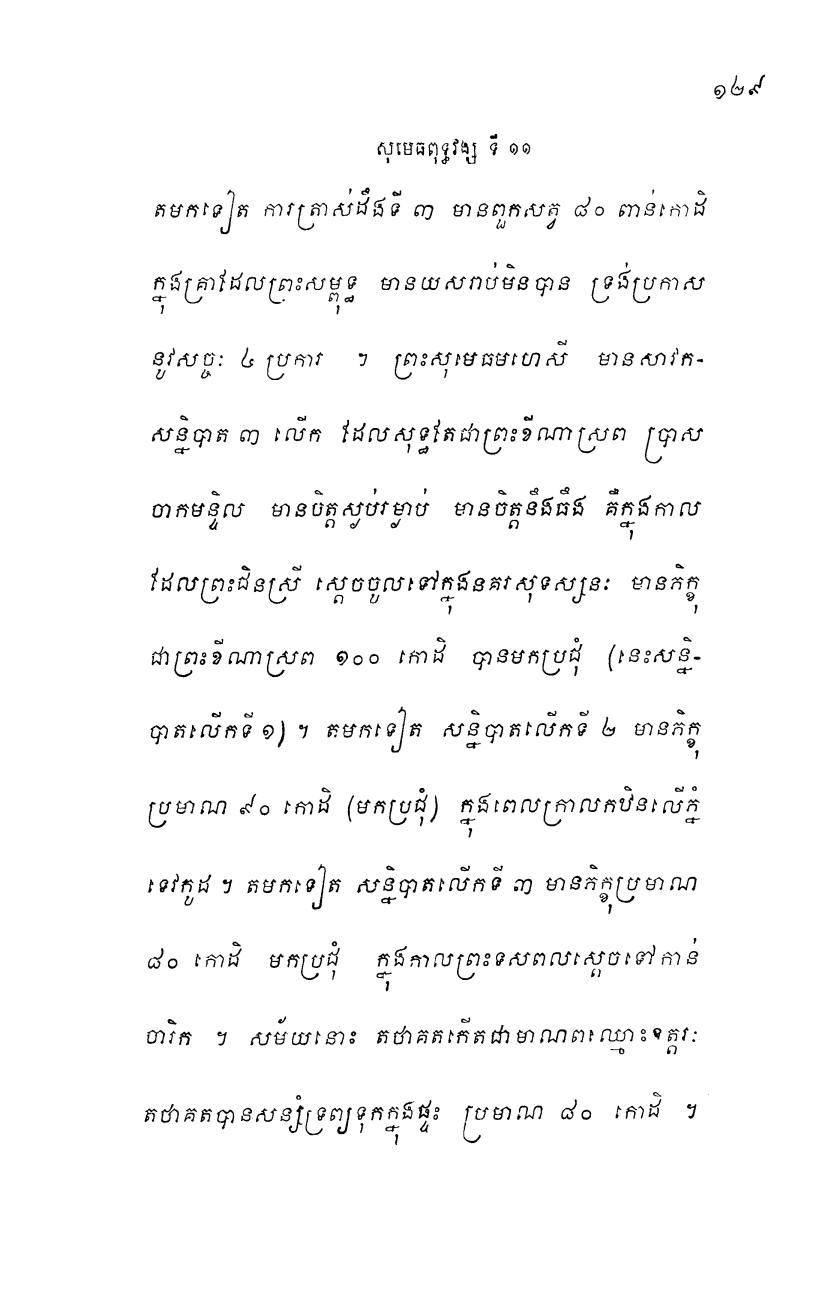 ១២៩
សុមេធពុទ្ធវង្ស ទី ១១
តមកទៀត ការត្រាស់ដឹងទី ៣ មានពួកសត្វ ៨០ ពាន់កោដិ
ក្នុងគ្រាដែលព្រះសម្ពុទ្ធ មានយសរាប់មិនបាន ទ្រង់ប្រកាស
នូវសច្ចៈ ៤ ប្រការ ។ ព្រះសុមេធមហេសី មានសាវក-
សន្និបាត ៣ លើក ដែលសុទ្ធតែជាព្រះខីណាស្រព ប្រាស
ចាកមន្ទិល មានចិត្តស្ងប់រម្ងាប់ មានចិត្តនឹងធឹង គឺក្នុងកាល
ដែលព្រះជិនស្រី ស្តេចចូលទៅក្នុងនគរសុទស្សនៈ មានភិក្ខុ
ជាព្រះខីណាស្រព ១០០ កោដិ បានមកប្រជុំ (នេះសន្និ-
បាតលើកទី ១) ។ តមកទៀត សន្និបាតលើកទី ២ មានភិក្ខុ
ប្រមាណ ៩០ កោដិ (មកប្រជុំ) ក្នុងពេលក្រាលកឋិនលើភ្នំ
ទេវកូដ ។ តមកទៀត សន្និបាតលើកទី ៣ មានភិក្ខុប្រមាណ
៨០ កោដិ មកប្រជុំ ក្នុងកាលព្រះទសពលស្តេចទៅកាន់
ចារិក ។ សម័យនោះ តថាគតកើតជាមាណពឈ្មោះឧត្តរៈ
តថាគតបានសន្សំទ្រព្យទុកក្នុងផ្ទះ ប្រមាណ ៨០ កោដិ ។